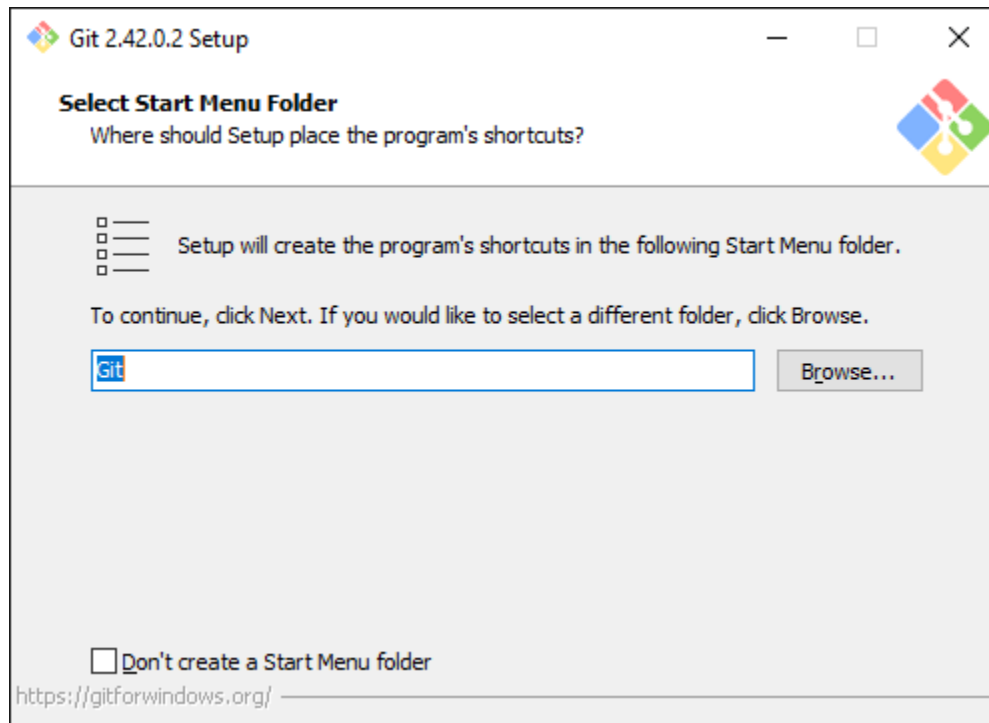 Git 2.42.0.2 Setup
Select Start Menu Folder
Where should Setup place the program's shortcuts?
Setup will create the program's shortcuts in the following Start Menu folder.
To continue, click Next. If you would like to select a different folder, click Browse.
Git
Browse...
Don't create a Start Menu folder
https://gitforwindows.org/